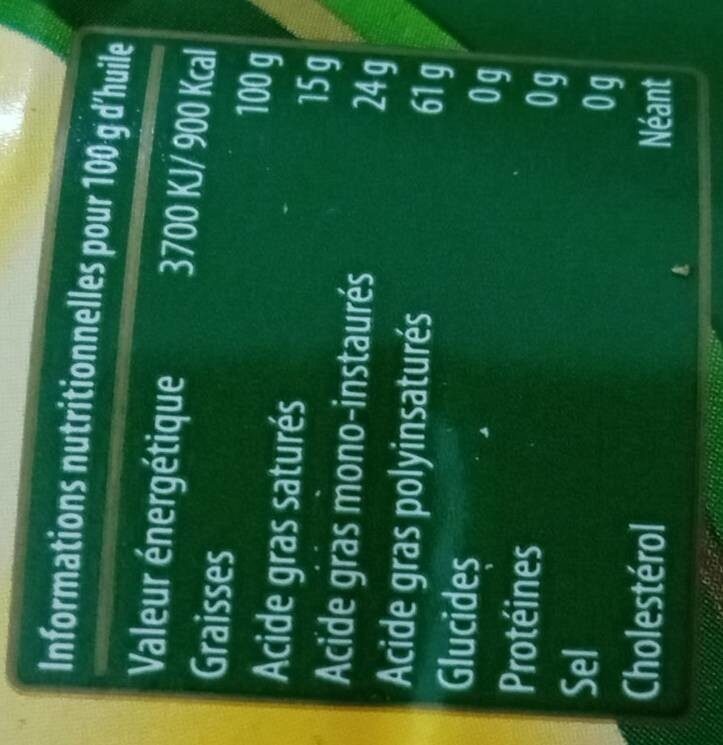 Informations nutritionnelles pour 100 g d'huile
Valeur énergétique 3700 KJ/ 900 Kcal
Graisses 100 g
Acide gras saturés 15 g
Acide gras mono-instaurés 24 g
Acide gras polyinsaturés 61 g
Glucides 0 g
Protéines 0 g
Sel 0 g
Cholestérol Néant